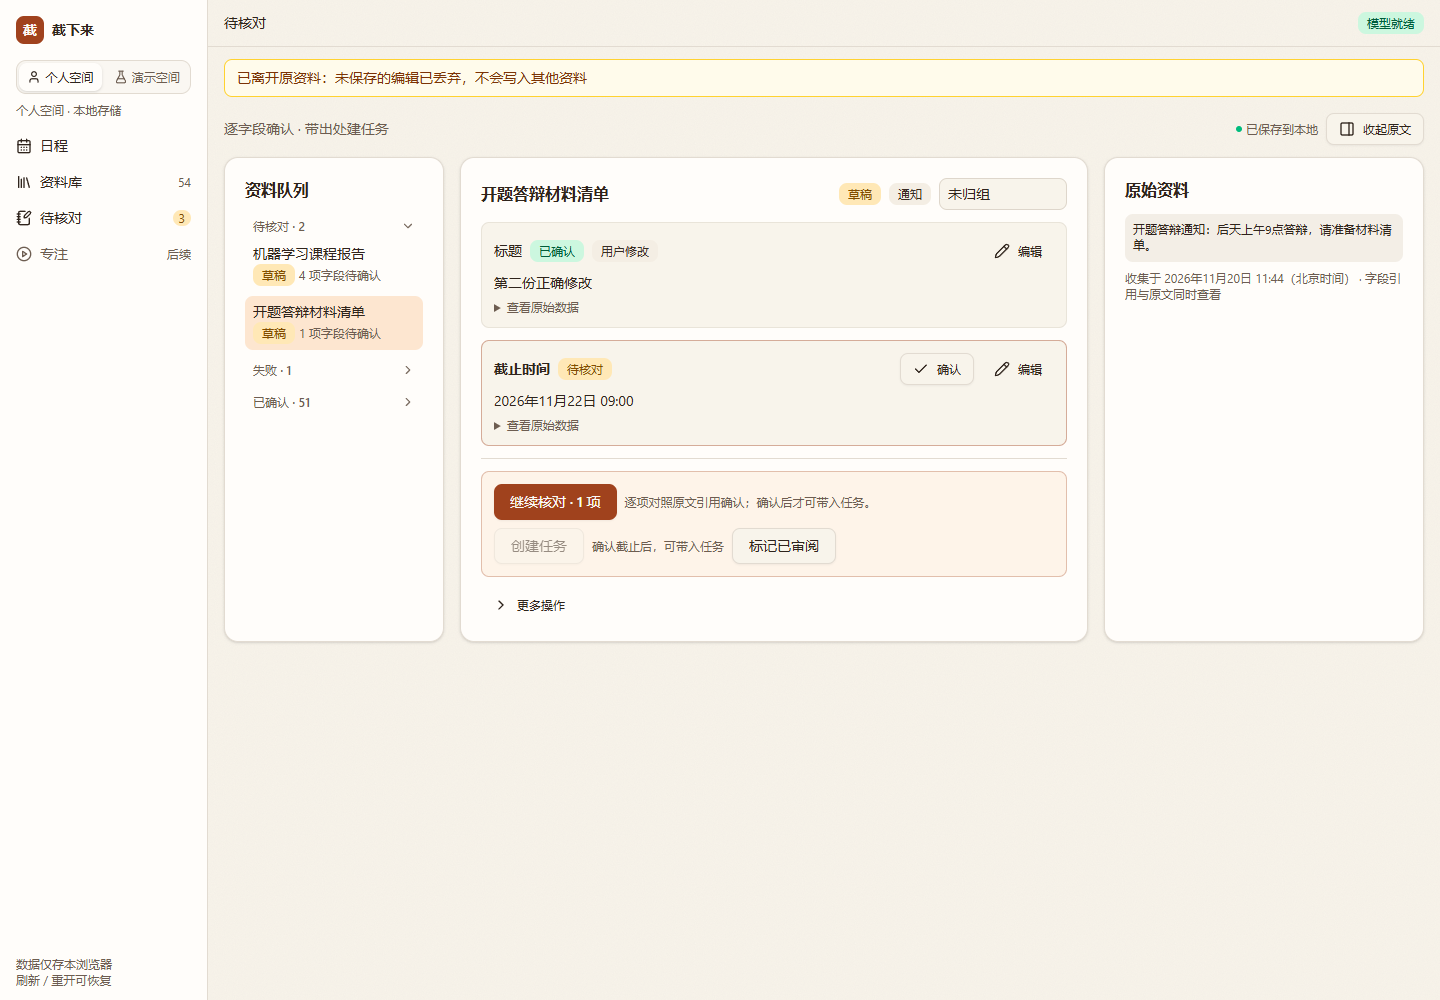 截 截下来
个人空间 演示空间
个人空间 · 本地存储
日程
资料库 54
待核对 3
专注 后续
数据仅存本浏览器
刷新 / 重开可恢复
待核对 模型就绪
已离开原资料：未保存的编辑已丢弃，不会写入其他资料
逐字段确认 · 带出处建任务 已保存到本地 收起原文
资料队列
待核对 · 2
机器学习课程报告
草稿 4 项字段待确认
开题答辩材料清单
草稿 1 项字段待确认
失败 · 1
已确认 · 51
开题答辩材料清单 草稿 通知 未归组
标题 已确认 用户修改 编辑
第二份正确修改
查看原始数据
截止时间 待核对 确认 编辑
2026年11月22日 09:00
查看原始数据
继续核对 · 1 项 逐项对照原文引用确认；确认后才可带入任务。
创建任务 确认截止后，可带入任务 标记已审阅
更多操作
原始资料
开题答辩通知：后天上午9点答辩，请准备材料清
单。
收集于 2026年11月20日 11:44（北京时间） · 字段引
用与原文同时查看